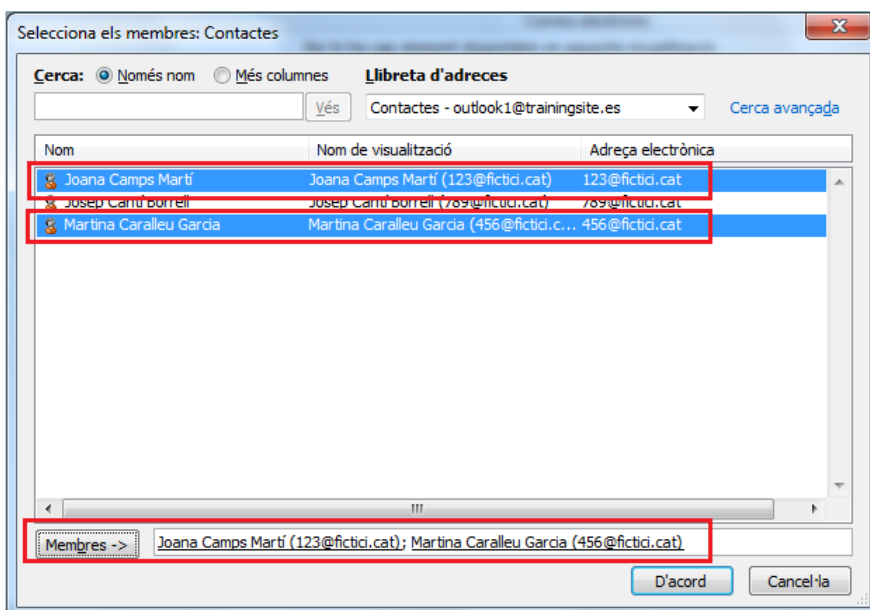 Selecciona els membres: Contactes
Cerca: Només nom Més columnes Llibreta d'adreces
Vés Contactes - outlook1@trainingsite.es Cerca avançada
Nom Nom de visualització Adreça electrònica
Joana Camps Martí Joana Camps Martí (123@fictici.cat) 123@fictici.cat
Josep Cantí Borrell Josep Cantí Borrell (789@fictici.cat) 789@fictici.cat
Martina Caralleu Garcia Martina Caralleu Garcia (456@fictici.c... 456@fictici.cat
Membres -> Joana Camps Martí (123@fictici.cat); Martina Caralleu Garcia (456@fictici.cat)
D'acord Cancel·la